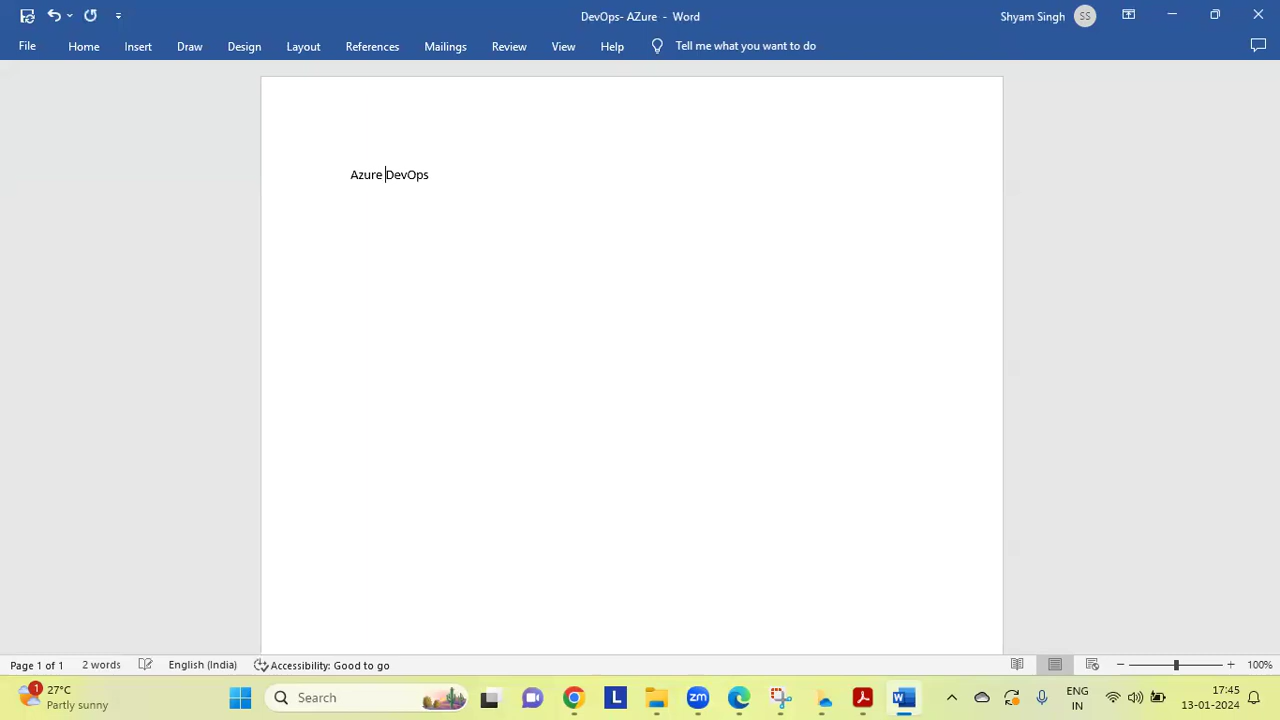 DevOps- AZure - Word
Shyam Singh SS
File Home Insert Draw Design Layout References Mailings Review View Help Tell me what you want to do
Azure DevOps
Page 1 of 1 2 words English (India) Accessibility: Good to go 100%
1 27°C
Partly sunny
Search
L
zm
ENG
IN
17:45
13-01-2024